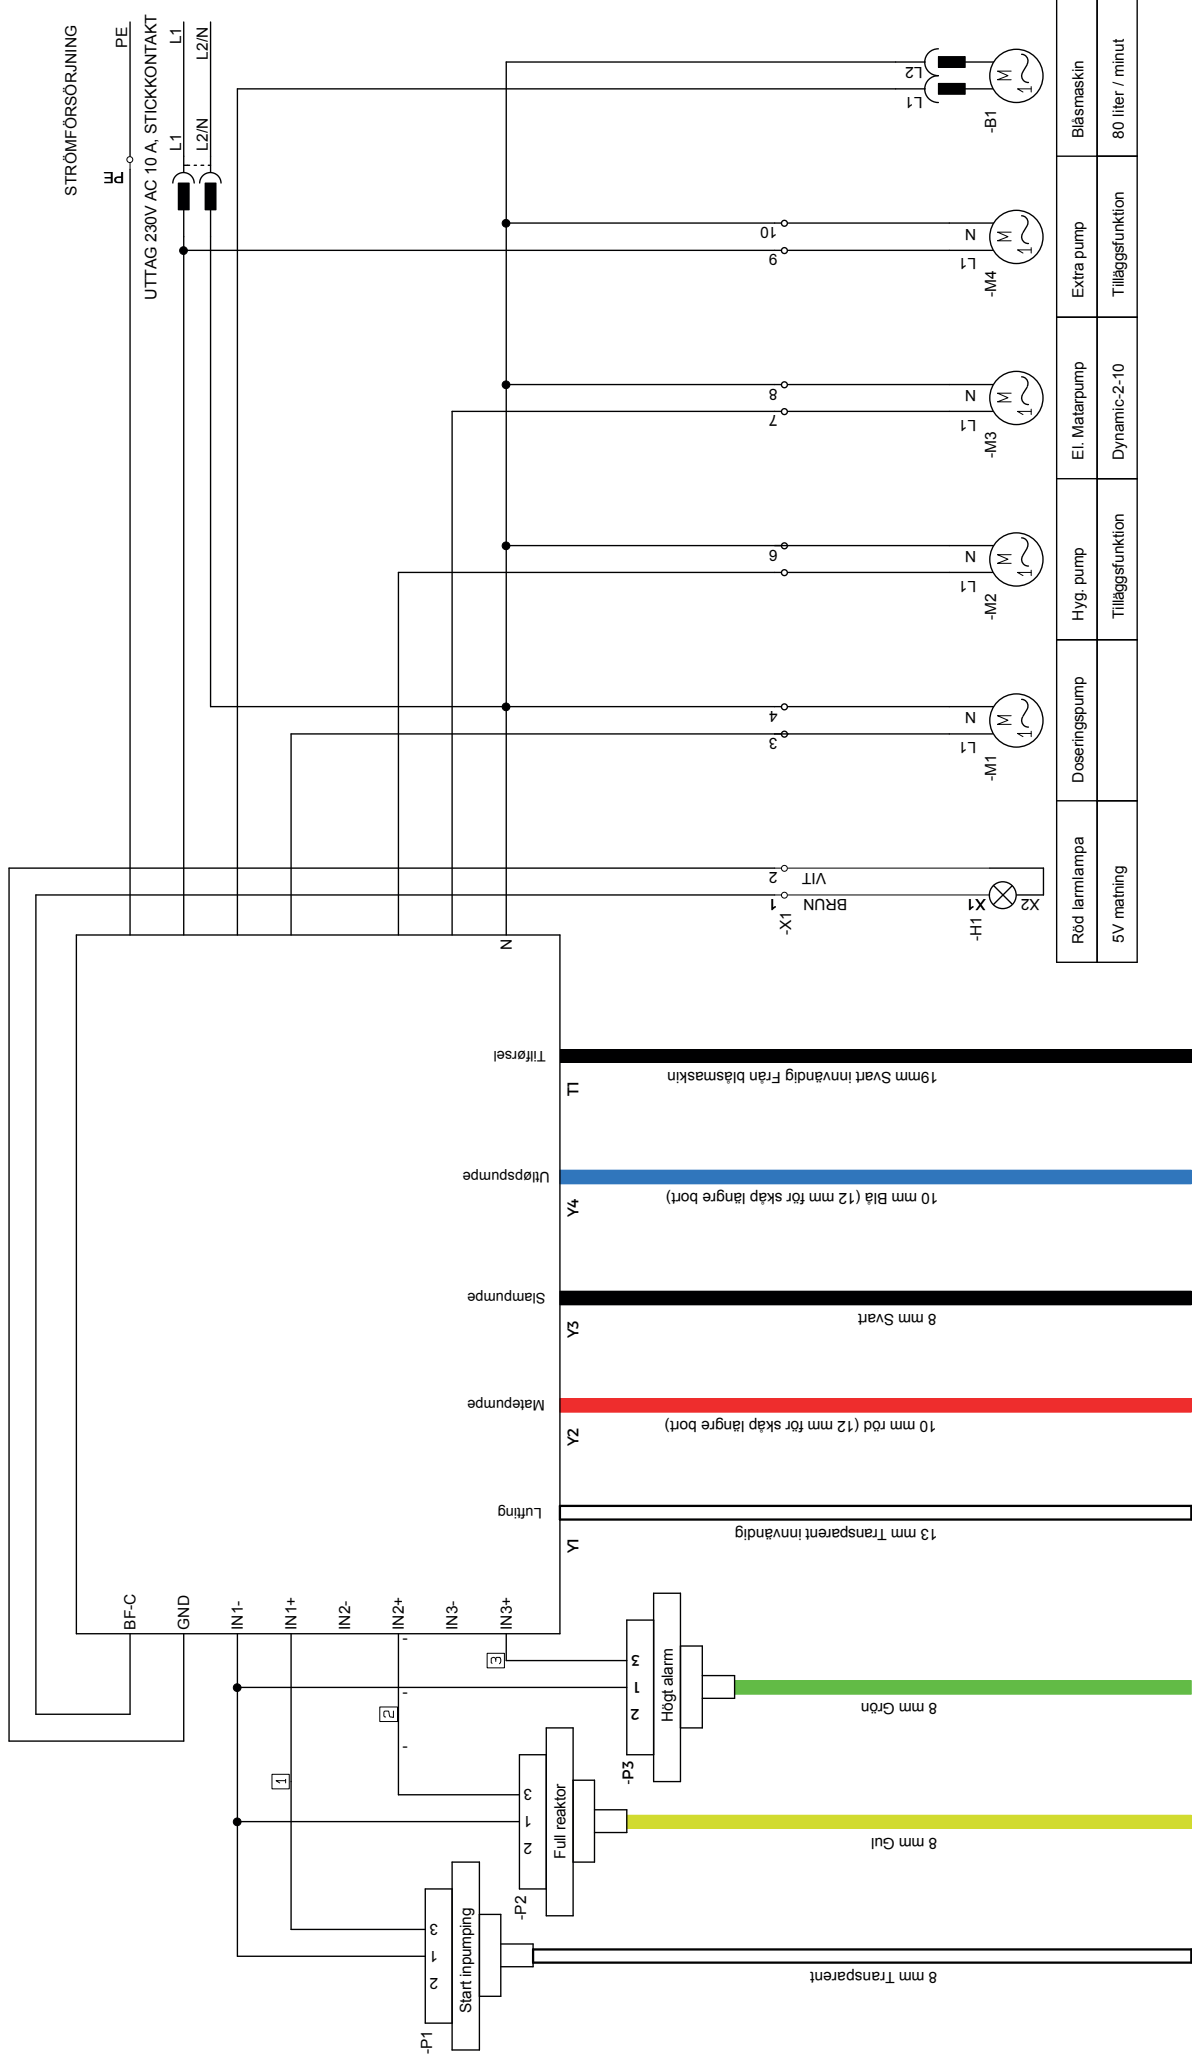 STRÖMFÖRSÖRJNING
UTTAG 230V AC 10 A, STICKKONTAKT
PE
L1
L2/N
PE
L1
L2/N
BF-C
GND
IN1-
IN1+
IN2-
IN2+
IN3-
IN3+
N
1
2
3
-P1
2
1
3
Start inpumping
8 mm Transparent
-P2
2
1
3
Full reaktor
8 mm Gul
-P3
2
1
3
Högt alarm
8 mm Grön
Y1
Lufting
13 mm Transparent innvändig
Y2
Matepumpe
10 mm röd (12 mm för skåp längre bort)
Y3
Slampumpe
8 mm Svart
Y4
Utløpspumpe
10 mm Blå (12 mm för skåp längre bort)
T1
Tilførsel
19mm Svart innvändig Från blåsmaskin
-X1
1
2
BRUN
VIT
-H1
X1
X2
3
4
L1
N
-M1
M
1
6
L1
N
-M2
M
1
7
8
L1
N
-M3
M
1
9
10
L1
N
-M4
M
1
L1
L2
-B1
M
1
Röd larmlampa
Doseringspump
Hyg. pump
El. Matarpump
Extra pump
Blåsmaskin
5V matning
Tilläggsfunktion
Dynamic-2-10
Tilläggsfunktion
80 liter / minut